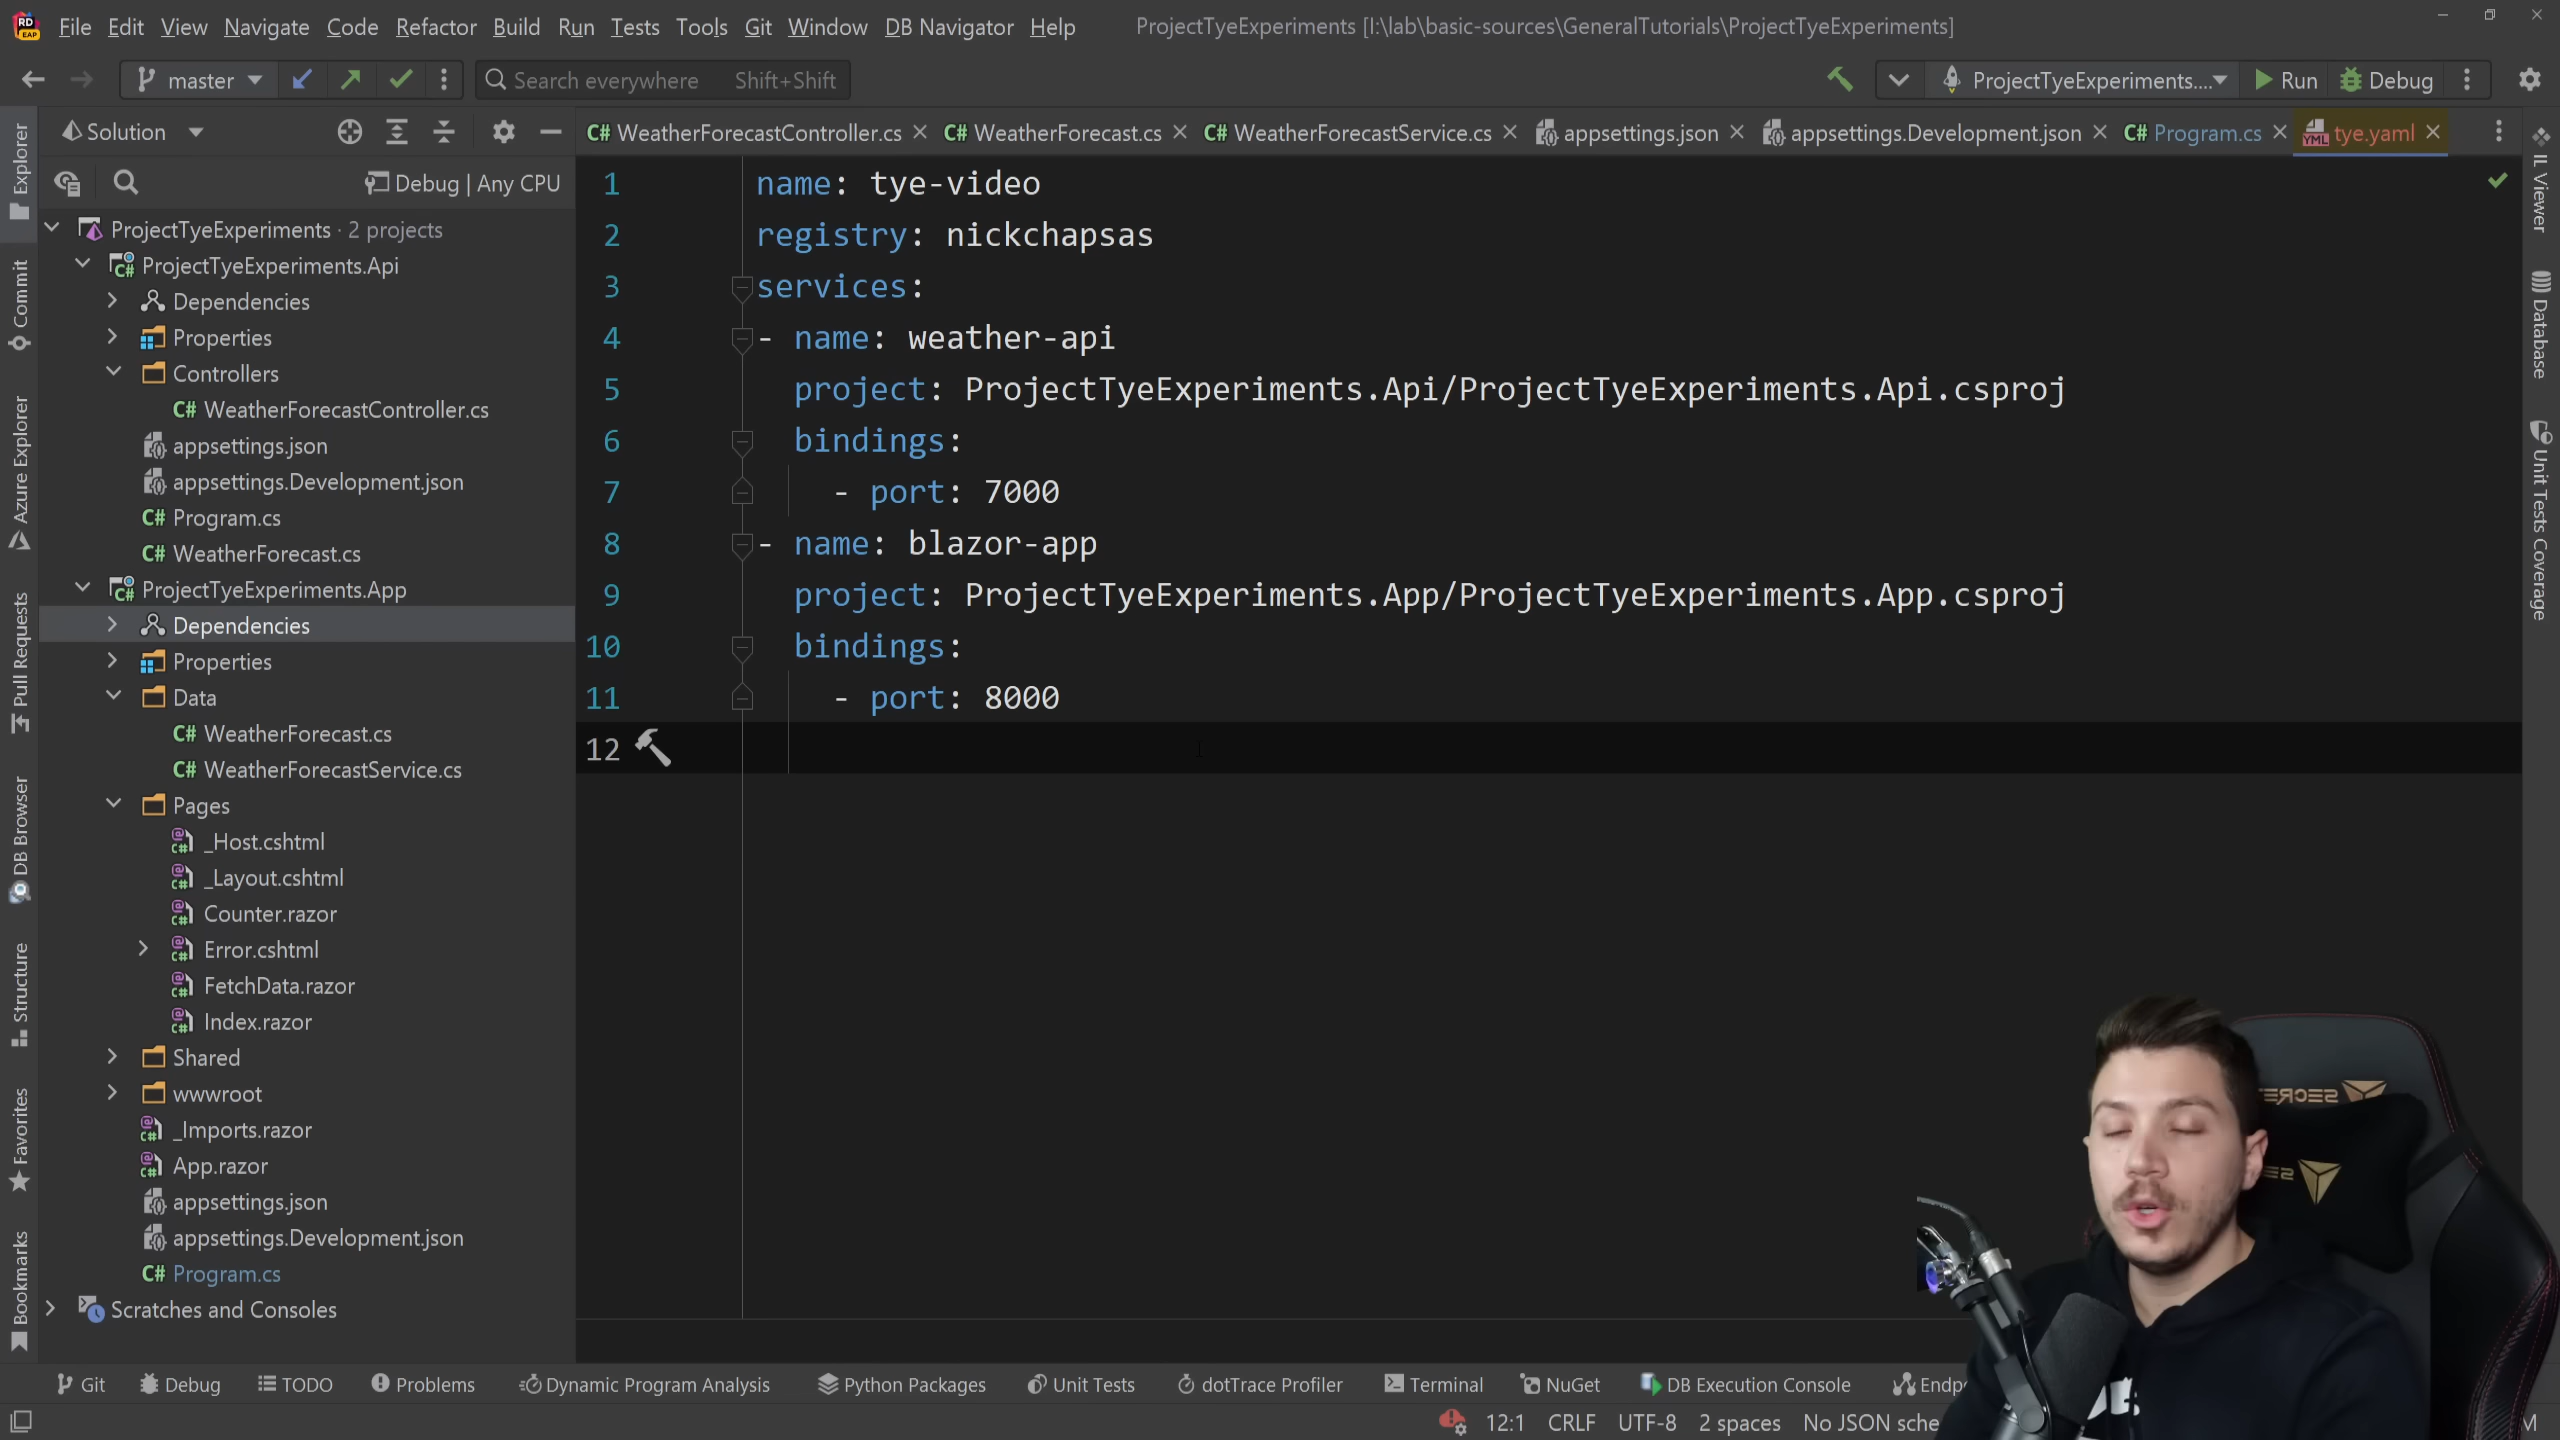 File Edit View Navigate Code Refactor Build Run Tests Tools Git Window DB Navigator Help ProjectTyeExperiments [I:\lab\basic-sources\GeneralTutorials\ProjectTyeExperiments]
master Search everywhere Shift+Shift ProjectTyeExperiments.... Run Debug
Solution
WeatherForecastController.cs WeatherForecast.cs WeatherForecastService.cs appsettings.json appsettings.Development.json Program.cs tye.yaml
Debug | Any CPU
ProjectTyeExperiments · 2 projects
ProjectTyeExperiments.Api
Dependencies
Properties
Controllers
WeatherForecastController.cs
appsettings.json
appsettings.Development.json
Program.cs
WeatherForecast.cs
ProjectTyeExperiments.App
Dependencies
Properties
Data
WeatherForecast.cs
WeatherForecastService.cs
Pages
_Host.cshtml
_Layout.cshtml
Counter.razor
Error.cshtml
FetchData.razor
Index.razor
Shared
wwwroot
_Imports.razor
App.razor
appsettings.json
appsettings.Development.json
Program.cs
Scratches and Consoles
1 name: tye-video
2 registry: nickchapsas
3 services:
4 - name: weather-api
5 project: ProjectTyeExperiments.Api/ProjectTyeExperiments.Api.csproj
6 bindings:
7 - port: 7000
8 - name: blazor-app
9 project: ProjectTyeExperiments.App/ProjectTyeExperiments.App.csproj
10 bindings:
11 - port: 8000
12
Explorer
Commit
Azure Explorer
Pull Requests
DB Browser
Structure
Favorites
Bookmarks
IL Viewer
Database
Unit Tests Coverage
SECRE
Git Debug TODO Problems Dynamic Program Analysis Python Packages Unit Tests dotTrace Profiler Terminal NuGet DB Execution Console Endp
12:1 CRLF UTF-8 2 spaces No JSON sche